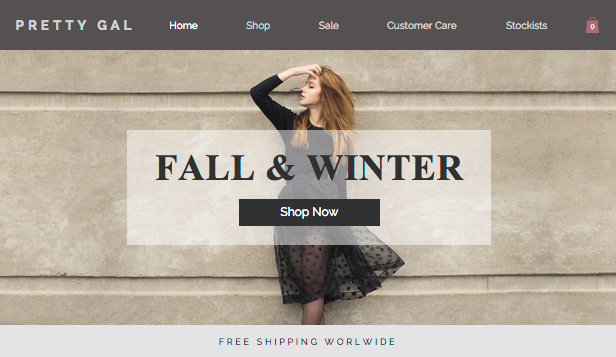 PRETTY GAL Home Shop Sale Customer Care Stockists 0
FALL & WINTER
Shop Now
FREE SHIPPING WORLWIDE